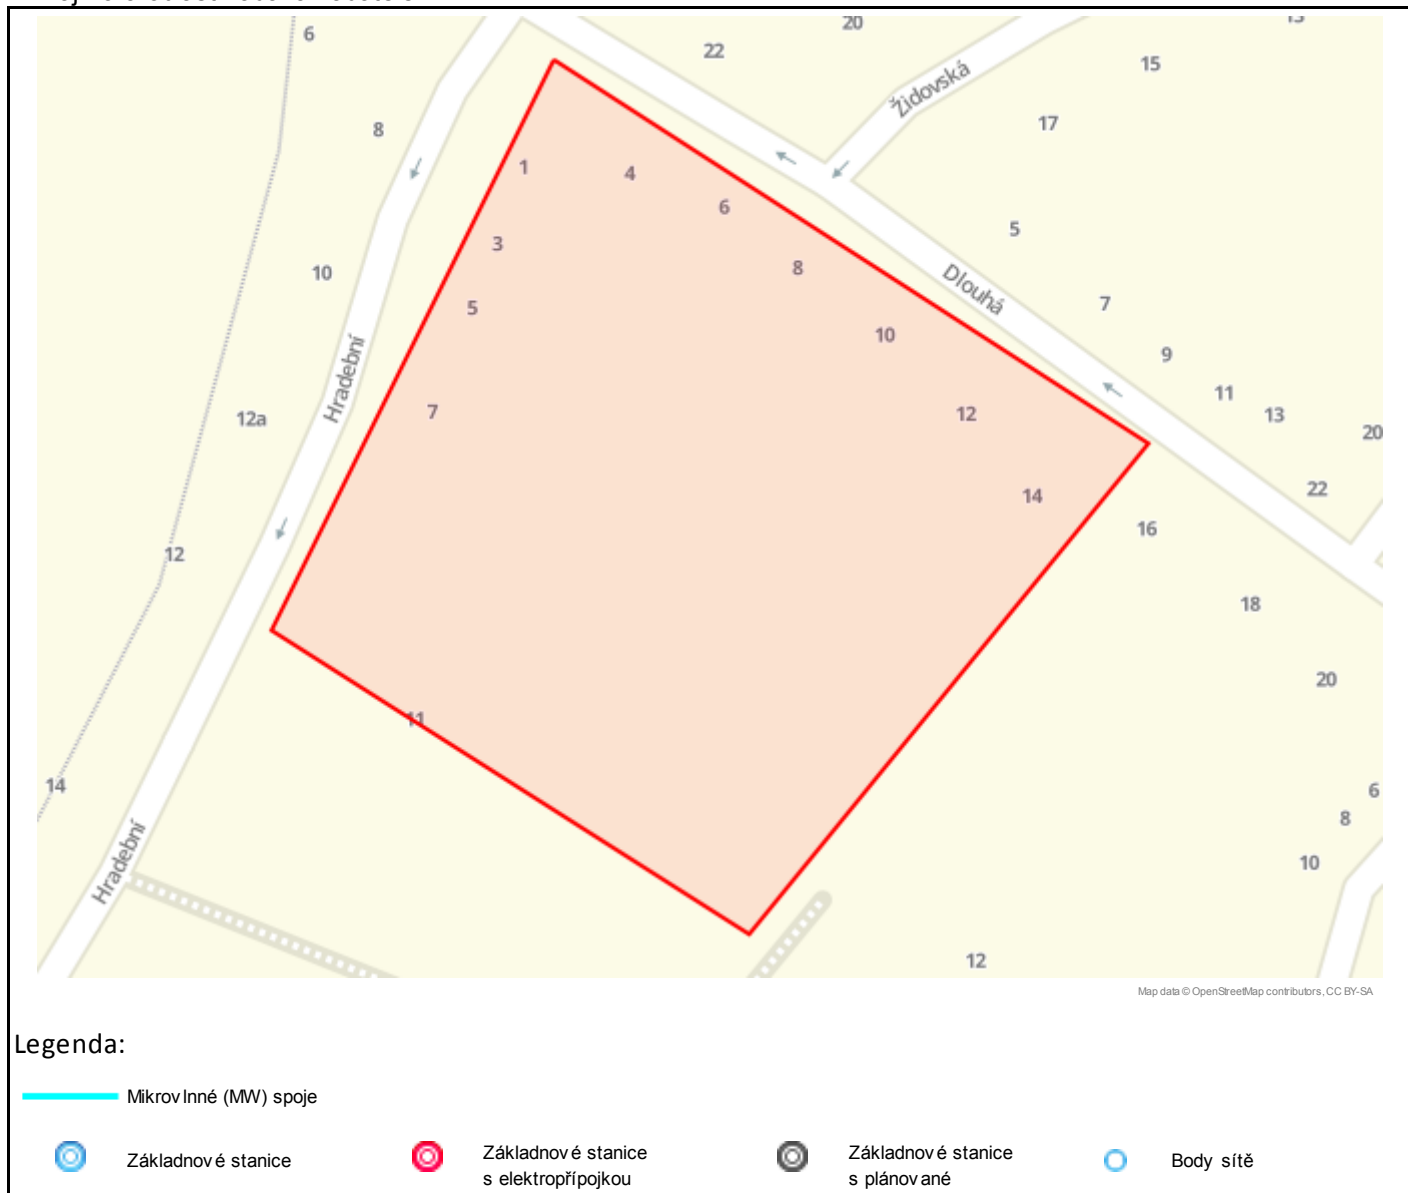 6
22
20
13
15
Židovská
17
8
1
4
6
5
3
8
10
Dlouhá
7
5
10
9
Hradební
11
12a
7
12
13
20
14
22
12
16
18
20
11
14
6
8
Hradební
10
12
Map data © OpenStreetMap contributors, CC BY-SA
Legenda:
Mikrovlnné (MW) spoje
Základnové stanice
Základnové stanice
s elektropřípojkou
Základnové stanice
s plánované
Body sítě